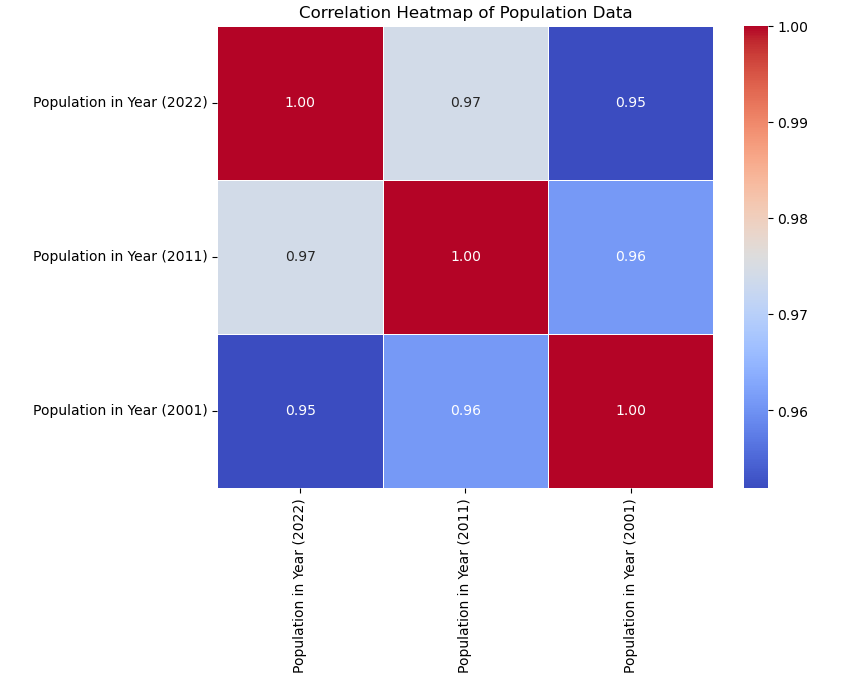 Correlation Heatmap of Population Data
Population in Year (2022)
1.00
0.97
0.95
Population in Year (2011)
0.97
1.00
0.96
Population in Year (2001)
0.95
0.96
1.00
Population in Year (2022)
Population in Year (2011)
Population in Year (2001)
1.00
0.99
0.98
0.97
0.96